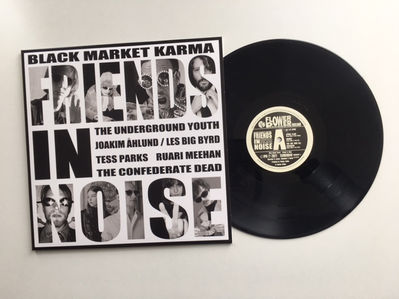 BLACK MARKET KARMA
FRIENDS
IN
THE UNDERGROUND YOUTH
JOAKIM ÅHLUND / LES BIG BYRD
TESS PARKS RUARI MEEHAN
THE CONFEDERATE DEAD
NOISE
FLOWER
FRIENDS
NOISE
A